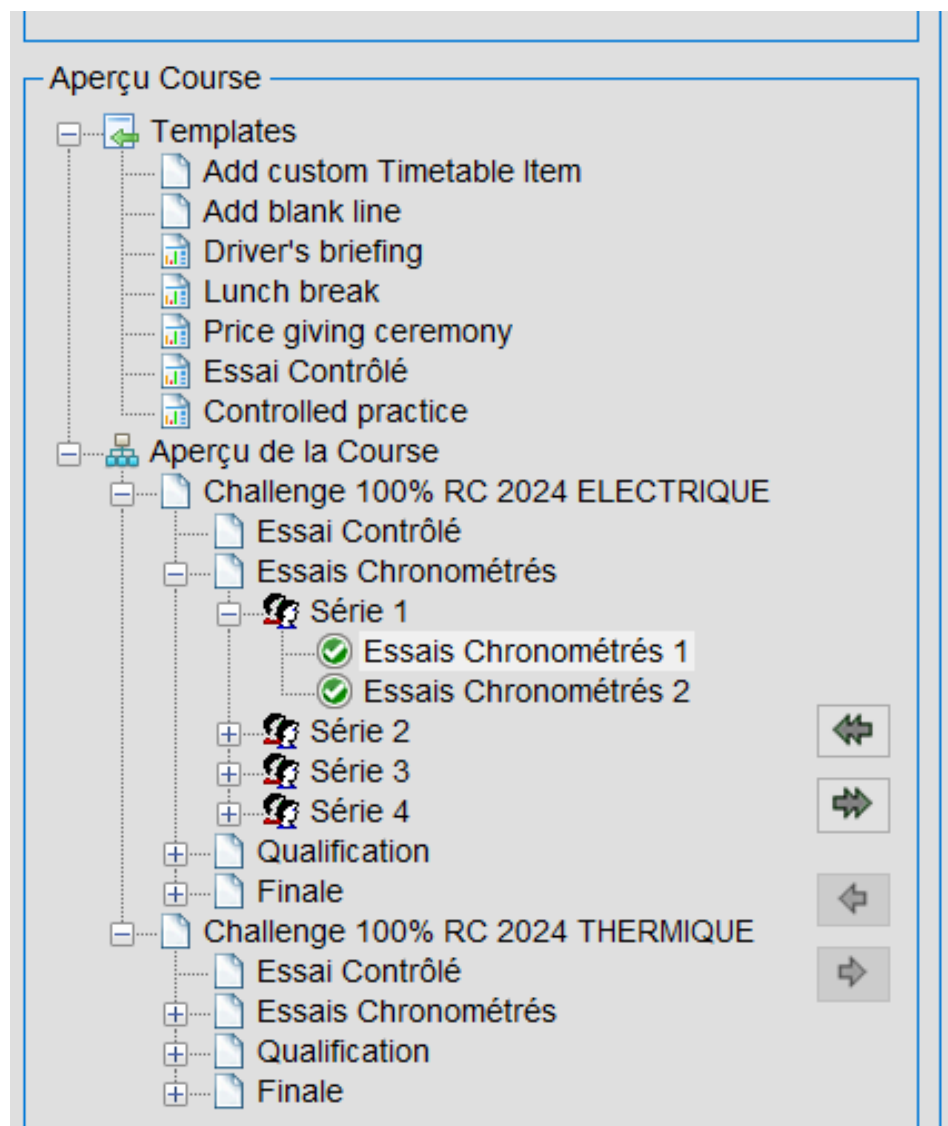 Aperçu Course
Templates
Add custom Timetable Item
Add blank line
Driver's briefing
Lunch break
Price giving ceremony
Essai Contrôlé
Controlled practice
Aperçu de la Course
Challenge 100% RC 2024 ELECTRIQUE
Essai Contrôlé
Essais Chronométrés
Série 1
Essais Chronométrés 1
Essais Chronométrés 2
Série 2
Série 3
Série 4
Qualification
Finale
Challenge 100% RC 2024 THERMIQUE
Essai Contrôlé
Essais Chronométrés
Qualification
Finale